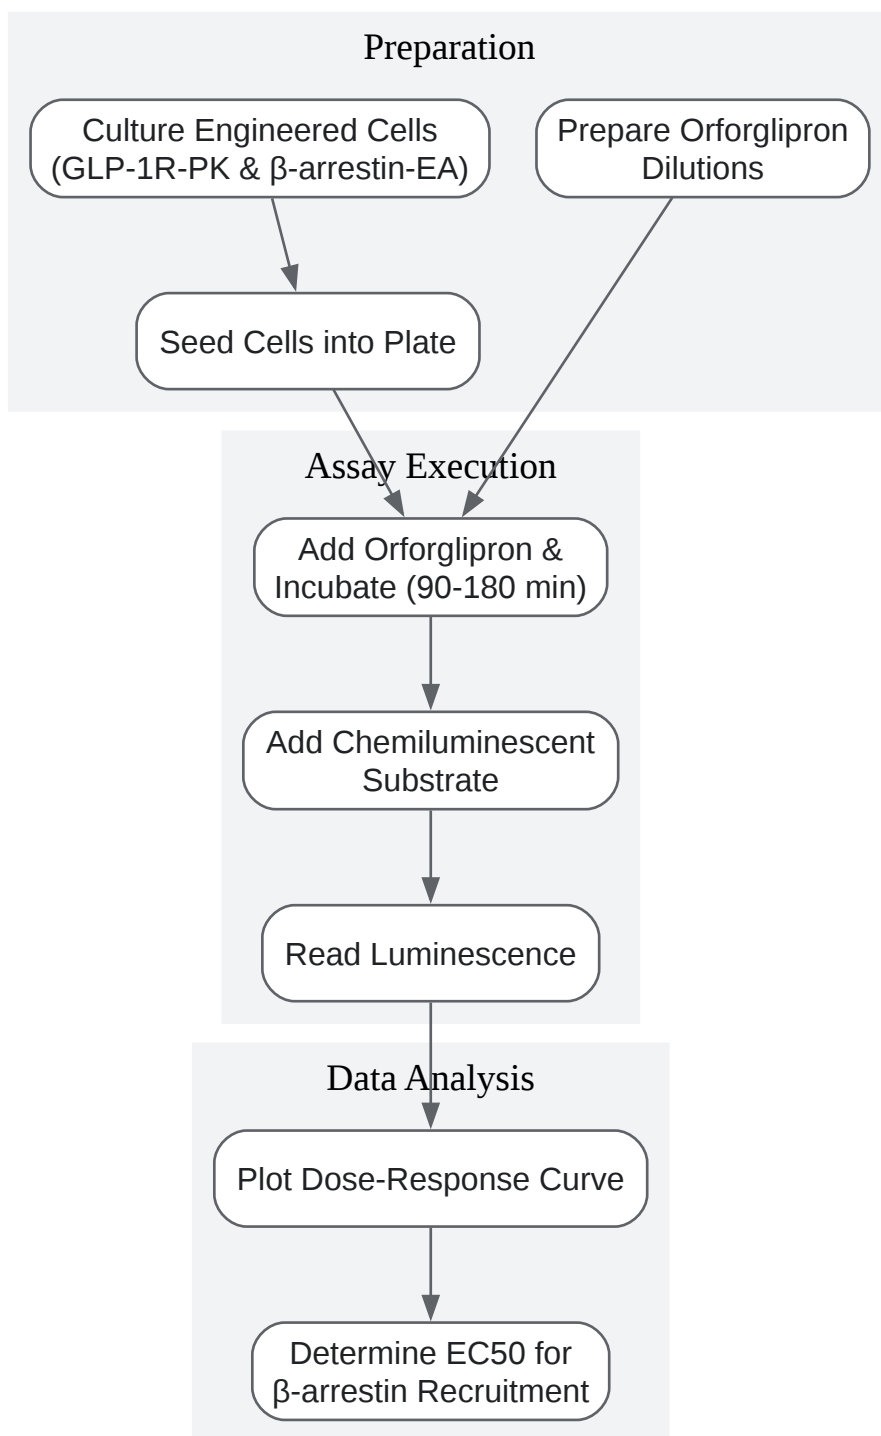 Preparation
Culture Engineered Cells
(GLP-1R-PK & β-arrestin-EA)
Prepare Orforglipron
Dilutions
Seed Cells into Plate
Assay Execution
Add Orforglipron &
Incubate (90-180 min)
Add Chemiluminescent
Substrate
Read Luminescence
Data Analysis
Plot Dose-Response Curve
Determine EC50 for
β-arrestin Recruitment